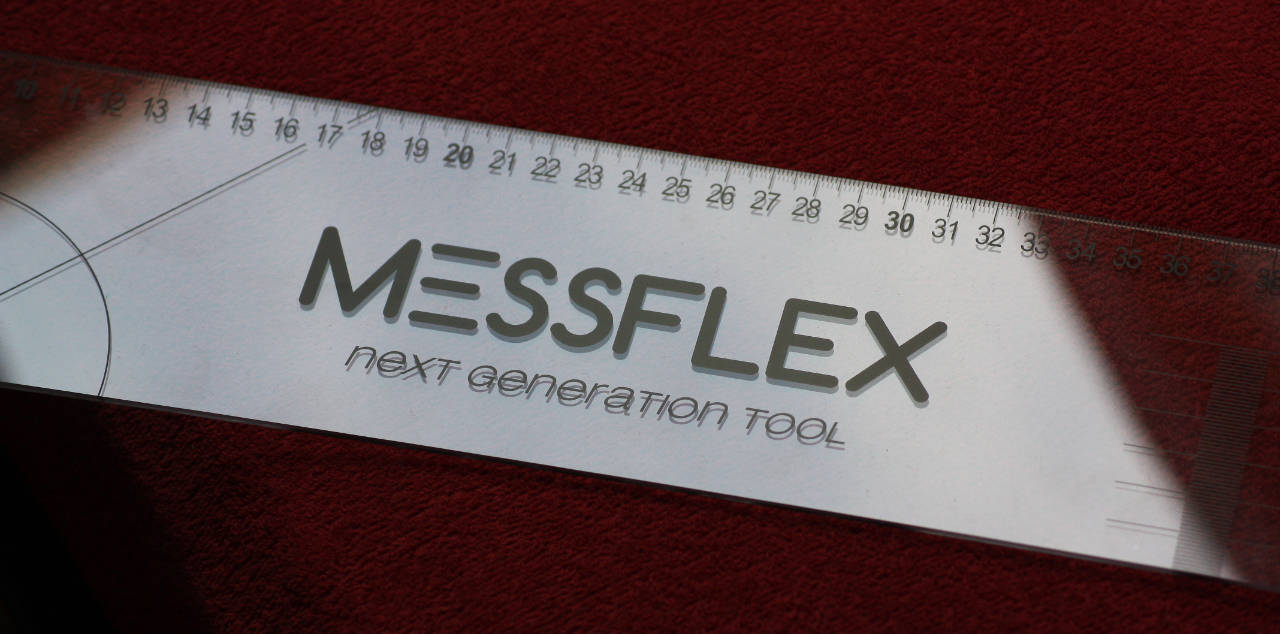 10 11 12 13 14 15 16 17 18 19 20 21 22 23 24 25 26 27 28 29 30 31 32 33 34 35 36 37 38
MESSFLEX
next generation tool